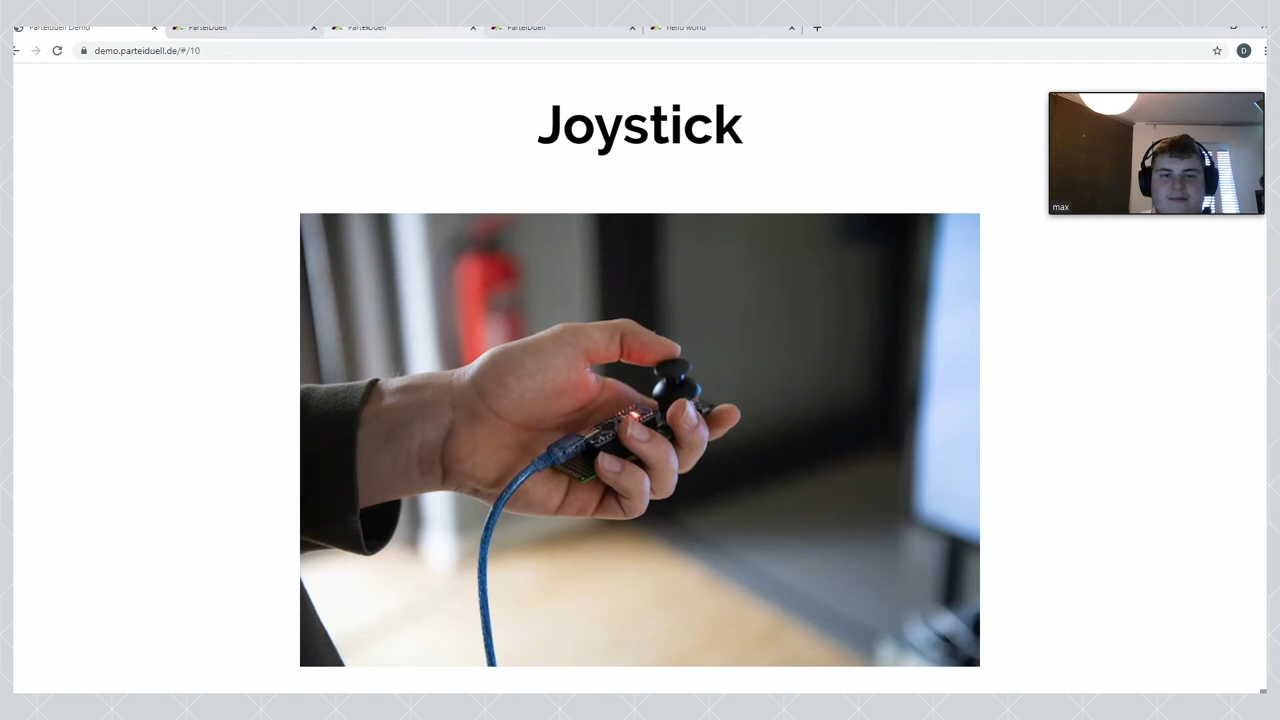 ParteiDuell Demo
ParteiDuell
ParteiDuell
ParteiDuell
Hello world
demo.parteiduell.de/#/10
D
Joystick
max